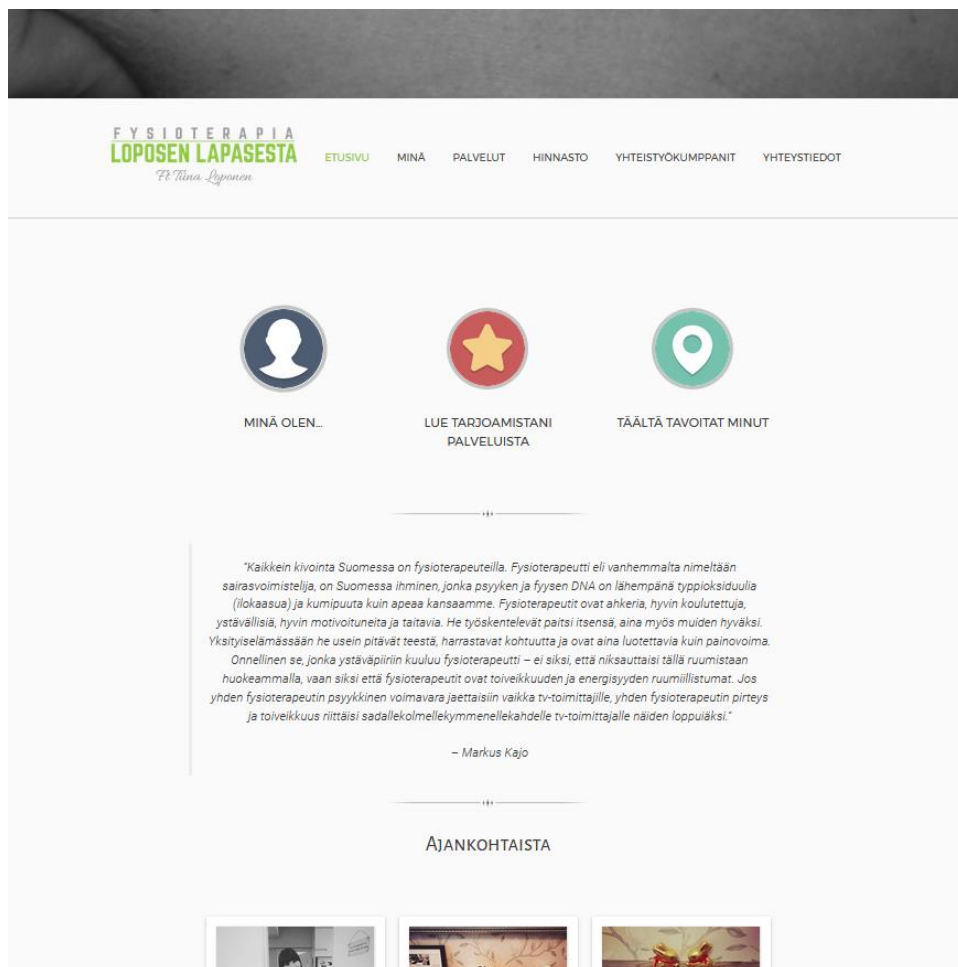 FYSIOTERAPIA
LOPOSEN LAPASESTA
Ft Tiina Loponen
ETUSIVU MINÄ PALVELUT HINNASTO YHTEISTYÖKUMPPANIT YHTEYSTIEDOT
MINÄ OLEN...
LUE TARJOAMISTANI
PALVELUISTA
TÄÄLTÄ TAVOITAT MINUT
"Kaikkein kivointa Suomessa on fysioterapeuteilla. Fysioterapeutti eli vanhemmalta nimeltään
sairasvoimistelija, on Suomessa ihminen, jonka psyyken ja fyysen DNA on lähempänä typpioksiduulia
(ilokaasua) ja kumipuuta kuin apeaa kansaamme. Fysioterapeutit ovat ahkeria, hyvin koulutettuja,
ystävällisiä, hyvin motivoituneita ja taitavia. He työskentelevät paitsi itsensä, aina myös muiden hyväksi.
Yksityiselämässään he usein pitävät teestä, harrastavat kohtuutta ja ovat aina luotettavia kuin painovoima.
Onnellinen se, jonka ystäväpiiriin kuuluu fysioterapeutti – ei siksi, että niksauttaisi tällä ruumistaan
huokeammalla, vaan siksi että fysioterapeutit ovat toiveikkuuden ja energisyyden ruumiillistumat. Jos
yhden fysioterapeutin psyykkinen voimavara jaettaisiin vaikka tv-toimittajille, yhden fysioterapeutin pirteys
ja toiveikkuus riittäisi sadallekolmellekymmenellekahdelle tv-toimittajalle näiden loppuiäksi."
– Markus Kajo
AJANKOHTAISTA